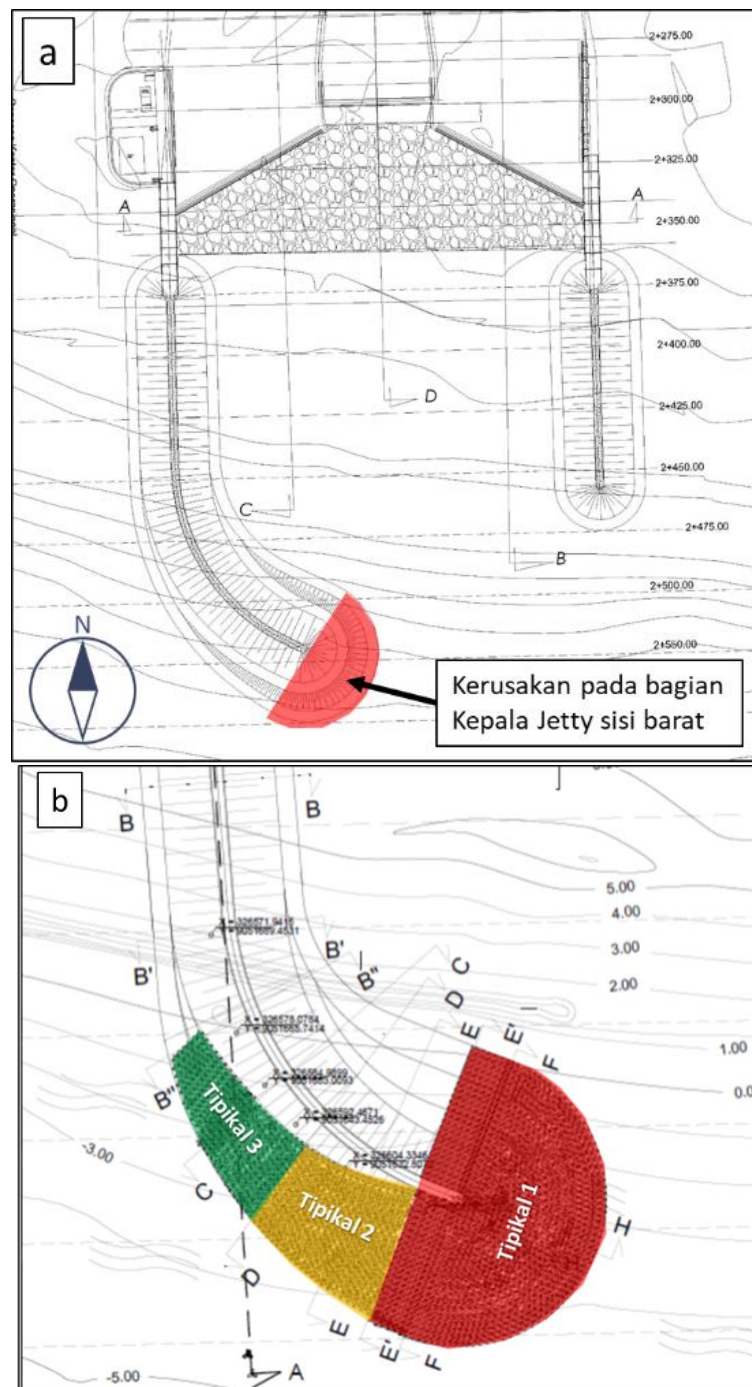 a
2+275.00
2+300.00
2+325.00
A
A
2+350.00
2+375.00
2+400.00
D
2+425.00
2+450.00
C
2+475.00
B
2+500.00
2+550.00
N
Kerusakan pada bagian
Kepala Jetty sisi barat
b
B
B
5.00
4.00
3.00
2.00
B'
B"
C
D
E
E'
F
B'
1.00
0.0
B"
Tipikal 3
Tipikal 2
Tipikal 1
-3.00
C
D
E
E'
F
H
H
A
-5.00